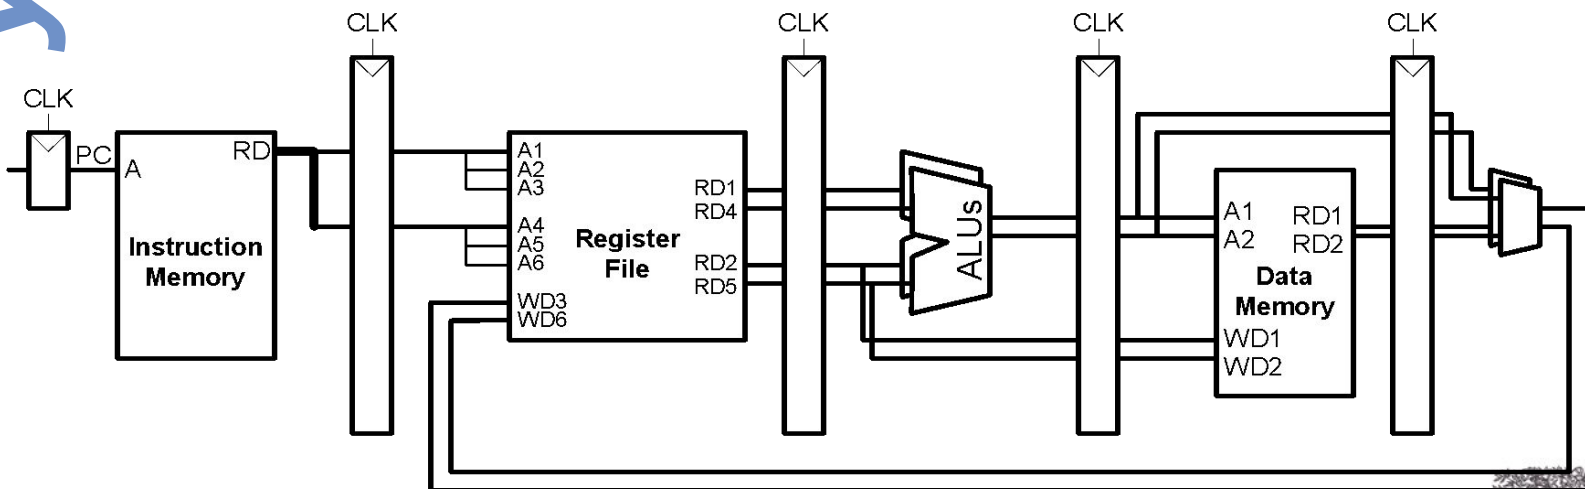 CLK
CLK
CLK
CLK
CLK
PC
A
RD
Instruction
Memory
A1
A2
A3
A4
A5
A6
WD3
WD6
Register
File
RD1
RD4
RD2
RD5
ALUs
A1
A2
RD1
RD2
Data
Memory
WD1
WD2